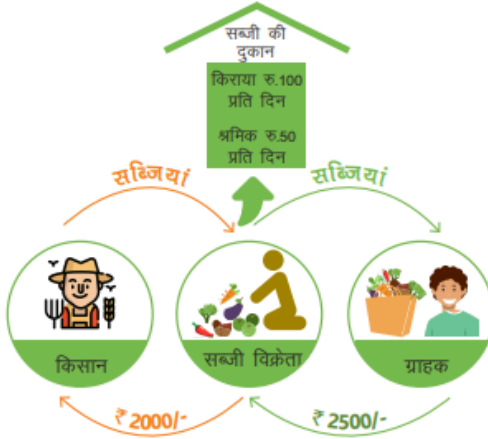 सब्जी की
दुकान
किराया रु.100
प्रति दिन
श्रमिक रु.50
प्रति दिन
सब्जियां
सब्जियां
किसान
सब्जी विक्रेता
ग्राहक
₹ 2000/-
₹ 2500/-